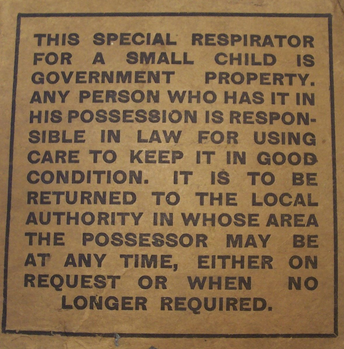 THIS SPECIAL RESPIRATOR
FOR A SMALL CHILD IS
GOVERNMENT PROPERTY.
ANY PERSON WHO HAS IT IN
HIS POSSESSION IS RESPON-
SIBLE IN LAW FOR USING
CARE TO KEEP IT IN GOOD
CONDITION. IT IS TO BE
RETURNED TO THE LOCAL
AUTHORITY IN WHOSE AREA
THE POSSESSOR MAY BE
AT ANY TIME, EITHER ON
REQUEST OR WHEN NO
LONGER REQUIRED.